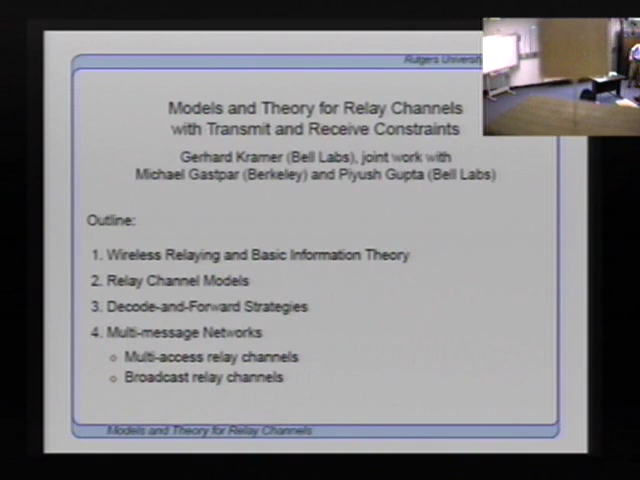 Rutgers University
Models and Theory for Relay Channels
with Transmit and Receive Constraints
Gerhard Kramer (Bell Labs), joint work with
Michael Gastpar (Berkeley) and Piyush Gupta (Bell Labs)
Outline:
1. Wireless Relaying and Basic Information Theory
2. Relay Channel Models
3. Decode-and-Forward Strategies
4. Multi-message Networks
Multi-access relay channels
Broadcast relay channels
Models and Theory for Relay Channels